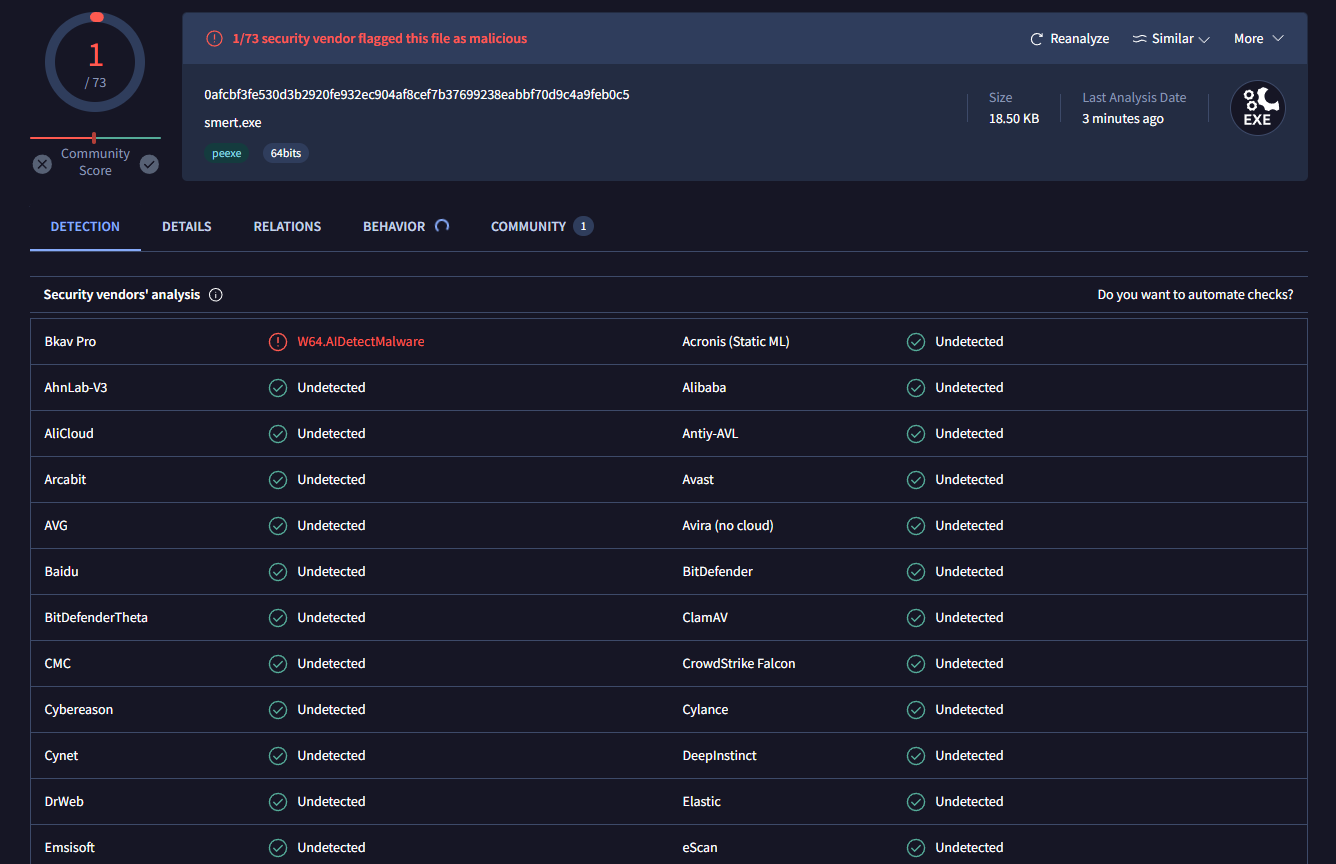 1
/ 73
Community
Score
1/73 security vendor flagged this file as malicious
Reanalyze
Similar
More
0afcbf3fe530d3b2920fe932ec904af8cef7b37699238eabbf70d9c4a9feb0c5
smert.exe
peexe
64bits
Size
18.50 KB
Last Analysis Date
3 minutes ago
EXE
DETECTION
DETAILS
RELATIONS
BEHAVIOR
COMMUNITY 1
Security vendors' analysis
Do you want to automate checks?
Bkav Pro W64.AIDetectMalware Acronis (Static ML) Undetected
AhnLab-V3 Undetected Alibaba Undetected
AliCloud Undetected Antiy-AVL Undetected
Arcabit Undetected Avast Undetected
AVG Undetected Avira (no cloud) Undetected
Baidu Undetected BitDefender Undetected
BitDefenderTheta Undetected ClamAV Undetected
CMC Undetected CrowdStrike Falcon Undetected
Cybereason Undetected Cylance Undetected
Cynet Undetected DeepInstinct Undetected
DrWeb Undetected Elastic Undetected
Emsisoft Undetected eScan Undetected